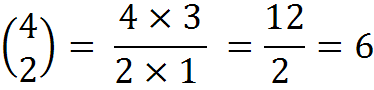 (4 2) = 4 × 3 / 2 × 1 = 12 / 2 = 6